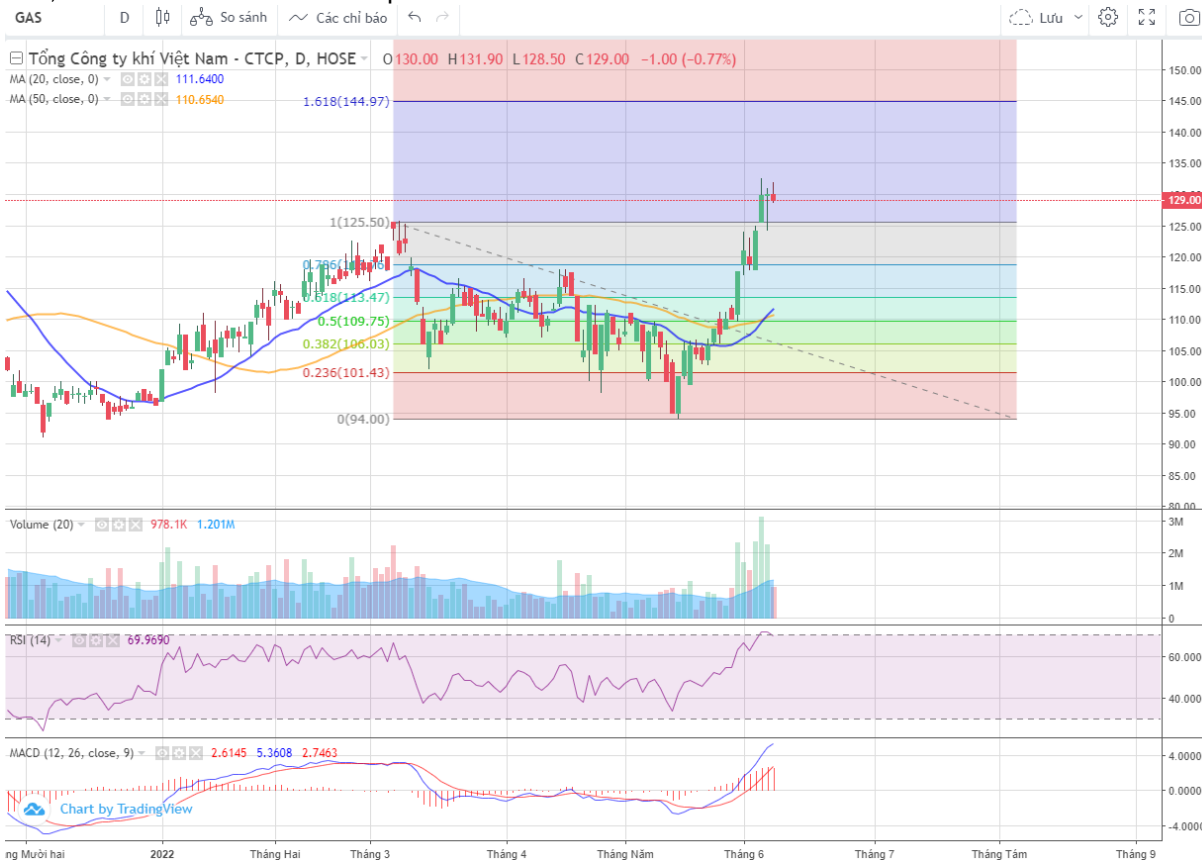 GAS D So sánh Các chỉ báo Lưu
Tổng Công ty khí Việt Nam - CTCP, D, HOSE O130.00 H131.90 L128.50 C129.00 −1.00 (−0.77%)
MA (20, close, 0) 111.6400
MA (50, close, 0) 110.6540
1.618(144.97)
1(125.50)
0.618(113.47)
0.5(109.75)
0.382(106.03)
0.236(101.43)
0(94.00)
150.00
145.00
140.00
135.00
129.00
125.00
120.00
115.00
110.00
105.00
100.00
95.00
90.00
85.00
80.00
Volume (20) 978.1K 1.201M
3M
2M
1M
0
RSI (14) 69.9690
60.0000
40.0000
MACD (12, 26, close, 9) 2.6145 5.3608 2.7463
4.0000
0.0000
-4.0000
Chart by TradingView
ng Mười hai 2022 Tháng Hai Tháng 3 Tháng 4 Tháng Năm Tháng 6 Tháng 7 Tháng Tám Tháng 9